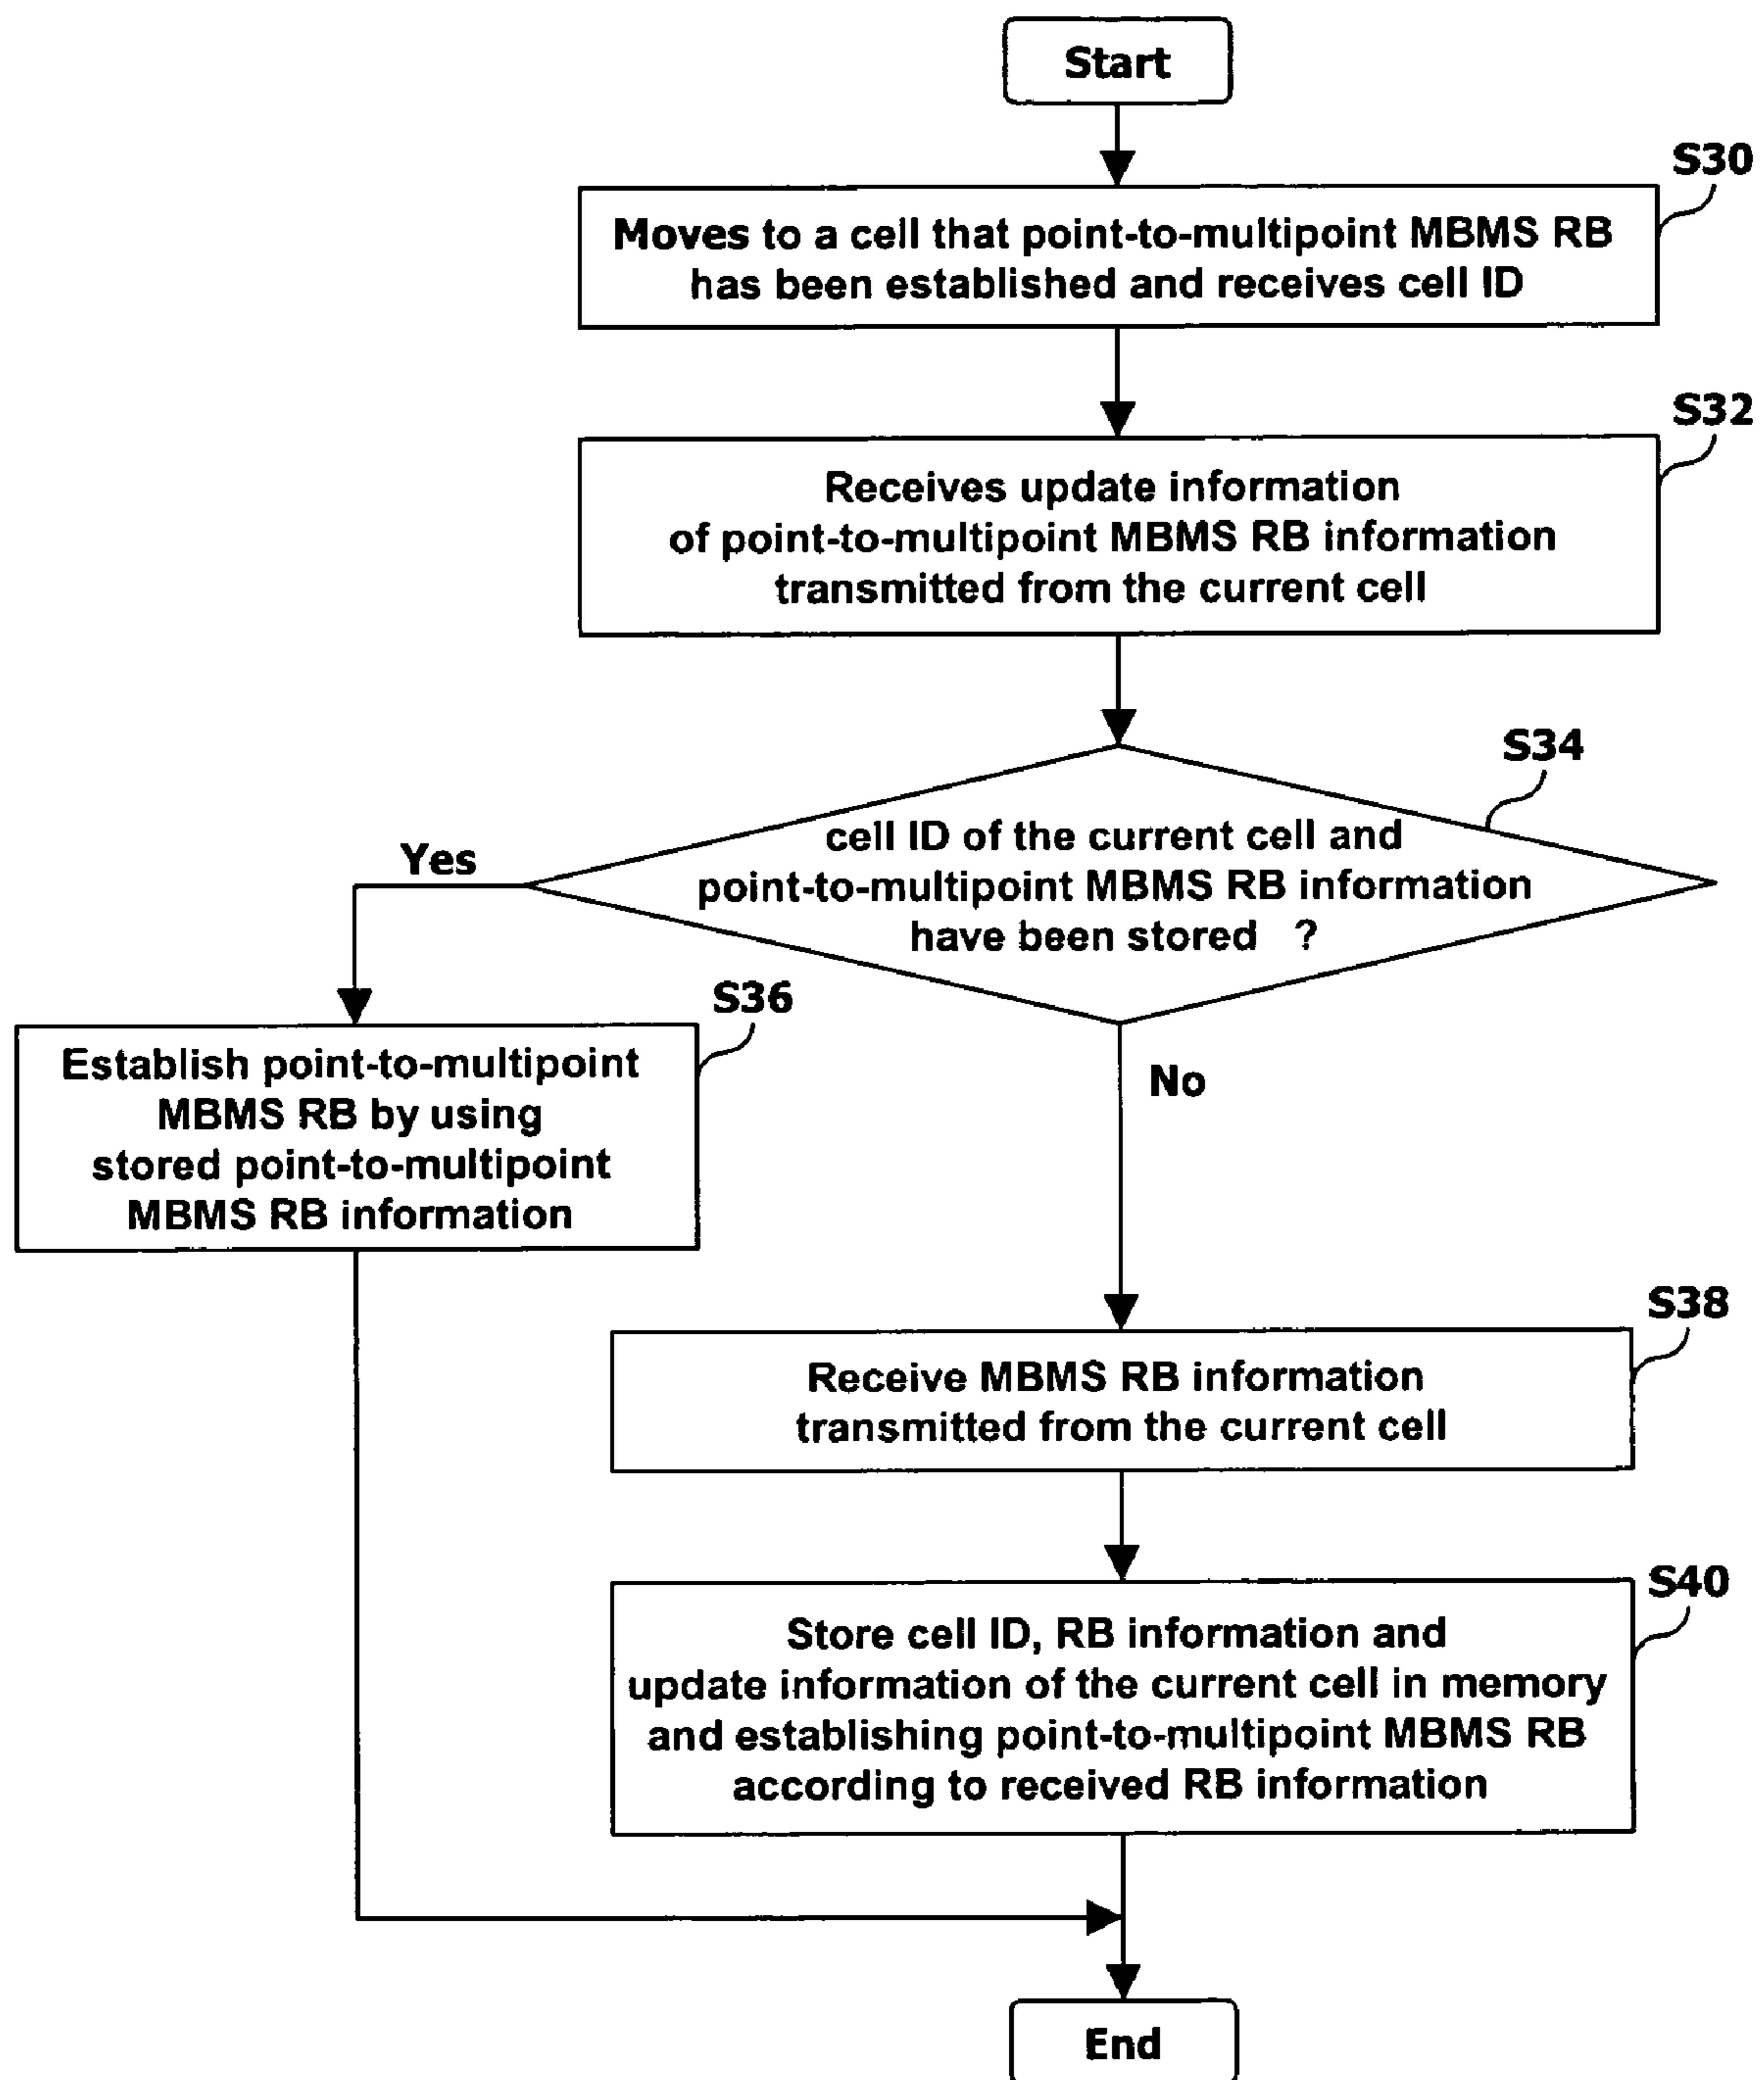 Start
S30
Moves to a cell that point-to-multipoint MBMS RB
has been established and receives cell ID
S32
Receives update information
of point-to-multipoint MBMS RB information
transmitted from the current cell
S34
cell ID of the current cell and
point-to-multipoint MBMS RB information
have been stored ?
Yes
No
S36
Establish point-to-multipoint
MBMS RB by using
stored point-to-multipoint
MBMS RB information
S38
Receive MBMS RB information
transmitted from the current cell
S40
Store cell ID, RB information and
update information of the current cell in memory
and establishing point-to-multipoint MBMS RB
according to received RB information
End